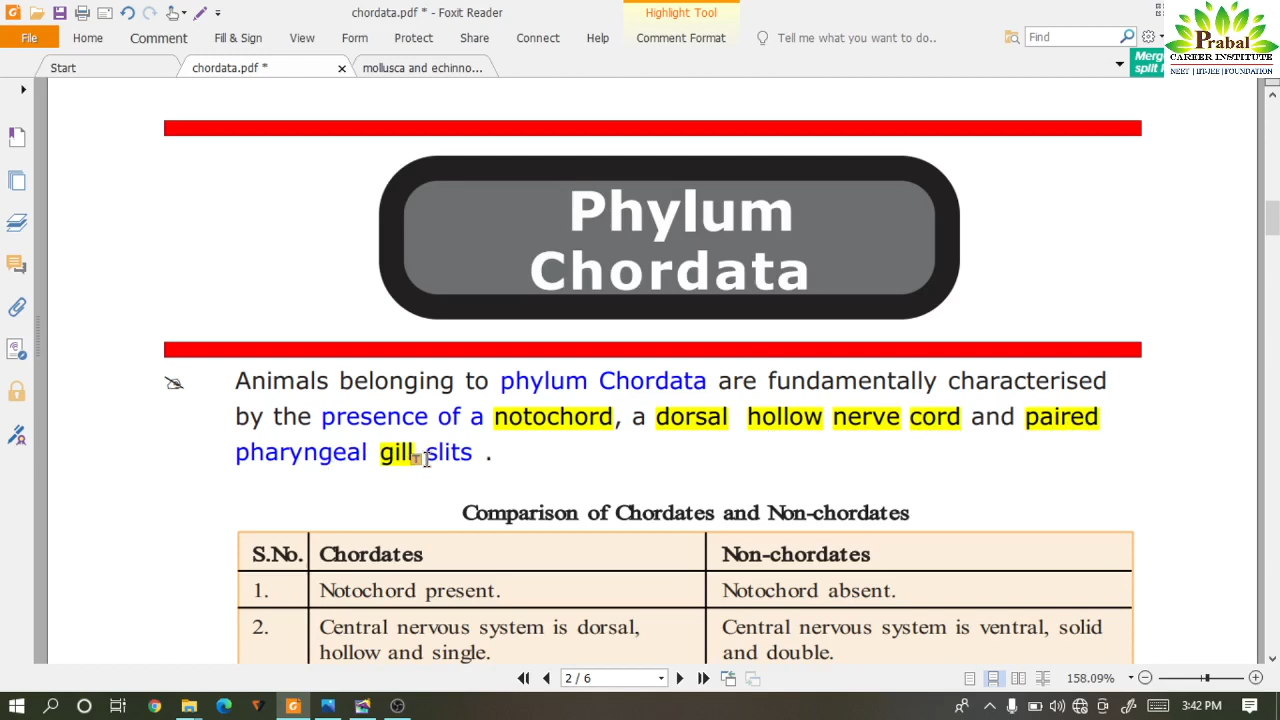 chordata.pdf * - Foxit Reader
Highlight Tool
File Home Comment Fill & Sign View Form Protect Share Connect Help Comment Format Tell me what you want to do.. Find
Prabal
CAREER INSTITUTE
NEET | IIT-JEE | FOUNDATION
Start chordata.pdf * mollusca and echinno...
Phylum
Chordata
Animals belonging to phylum Chordata are fundamentally characterised
by the presence of a notochord, a dorsal hollow nerve cord and paired
pharyngeal gill slits .
Comparison of Chordates and Non-chordates
S.No. Chordates Non-chordates
1. Notochord present. Notochord absent.
2. Central nervous system is dorsal, Central nervous system is ventral, solid
hollow and single. and double.
2 / 6 158.09%
3:42 PM